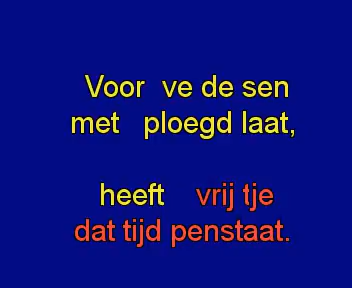 Voor ve de sen
met ploegd laat,
heeft vrij tje
dat tijd penstaat.